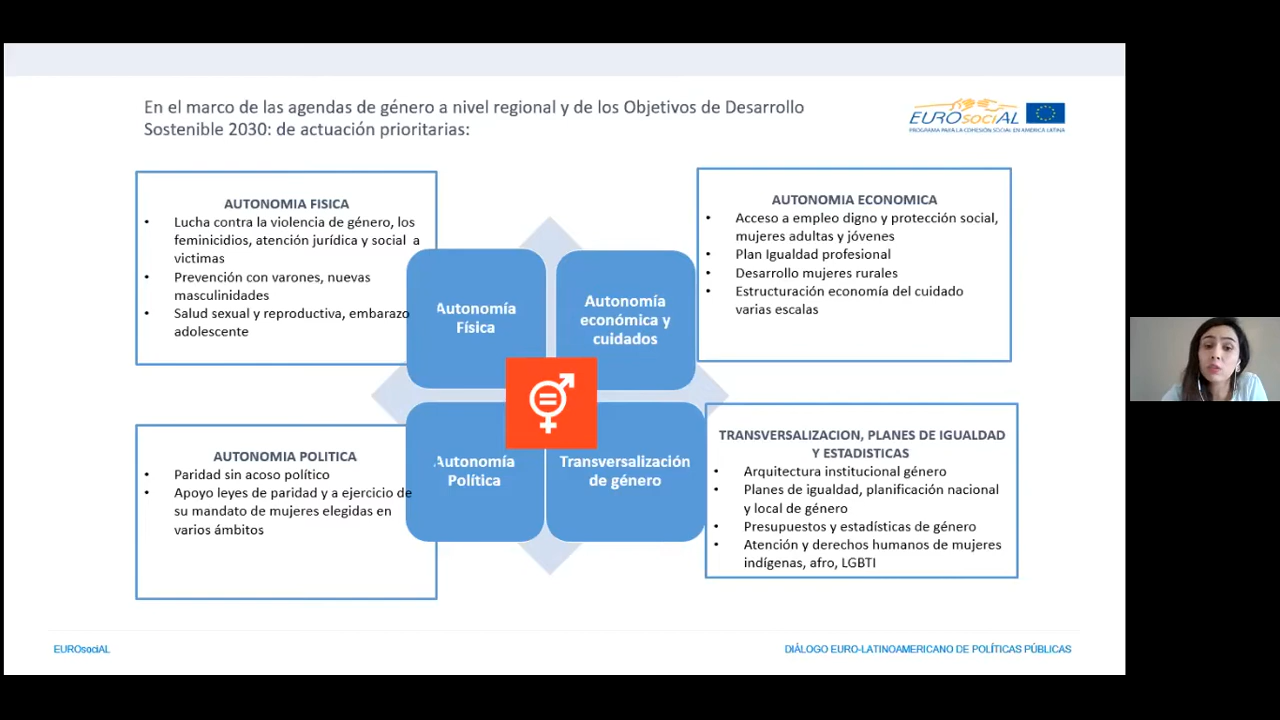 En el marco de las agendas de género a nivel regional y de los Objetivos de Desarrollo
Sostenible 2030: de actuación prioritarias:
EUROsociAL
PROGRAMA PARA LA COHESIÓN SOCIAL EN AMÉRICA LATINA
AUTONOMIA FISICA
• Lucha contra la violencia de género, los
feminicidios, atención jurídica y social a
victimas
• Prevención con varones, nuevas
masculinidades
• Salud sexual y reproductiva, embarazo
adolescente
AUTONOMIA ECONOMICA
• Acceso a empleo digno y protección social,
mujeres adultas y jóvenes
• Plan Igualdad profesional
• Desarrollo mujeres rurales
• Estructuración economía del cuidado
varias escalas
Autonomía
Física
Autonomía
económica y
cuidados
Autonomía
Política
Transversalización
de género
AUTONOMIA POLITICA
• Paridad sin acoso político
• Apoyo leyes de paridad y a ejercicio de
su mandato de mujeres elegidas en
varios ámbitos
TRANSVERSALIZACION, PLANES DE IGUALDAD
Y ESTADISTICAS
• Arquitectura institucional género
• Planes de igualdad, planificación nacional
y local de género
• Presupuestos y estadísticas de género
• Atención y derechos humanos de mujeres
indígenas, afro, LGBTI
EUROsociAL
DIÁLOGO EURO-LATINOAMERICANO DE POLÍTICAS PÚBLICAS